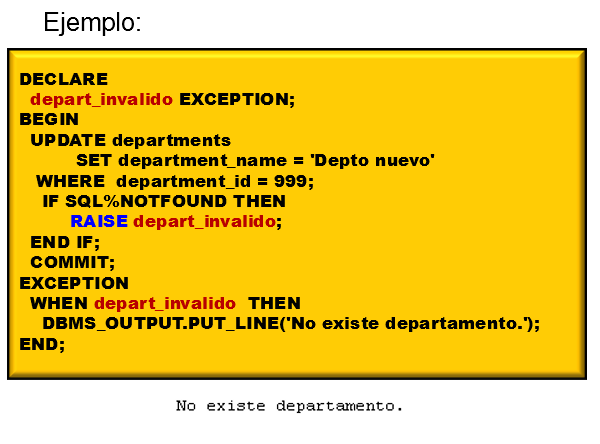 Ejemplo:
DECLARE
depart_invalido EXCEPTION;
BEGIN
UPDATE departments
SET department_name = 'Depto nuevo'
WHERE department_id = 999;
IF SQL%NOTFOUND THEN
RAISE depart_invalido;
END IF;
COMMIT;
EXCEPTION
WHEN depart_invalido THEN
DBMS_OUTPUT.PUT_LINE('No existe departamento.');
END;
No existe departamento.